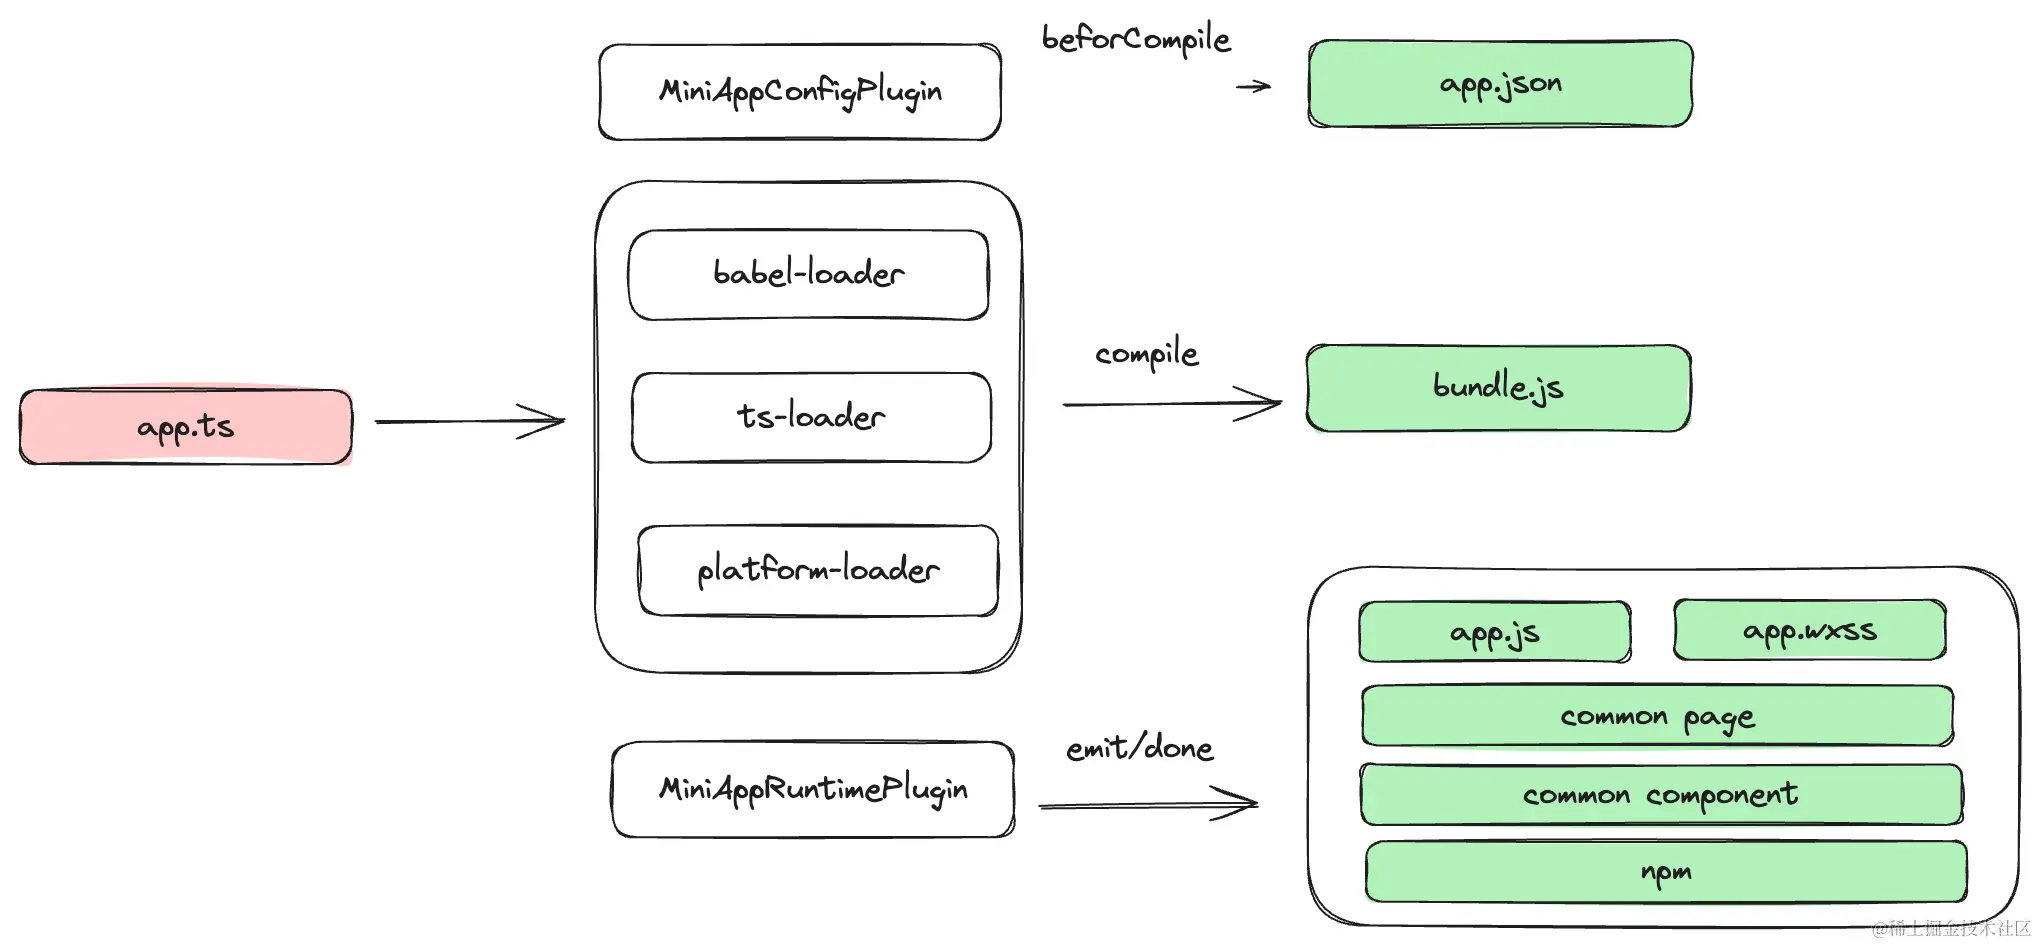 beforCompile
MiniAppConfigPlugin
app.json
babel-loader
compile
bundle.js
app.ts
ts-loader
platform-loader
app.js
app.wxss
common page
emit/done
MiniAppRuntimePlugin
common component
npm
@稀土掘金技术社区